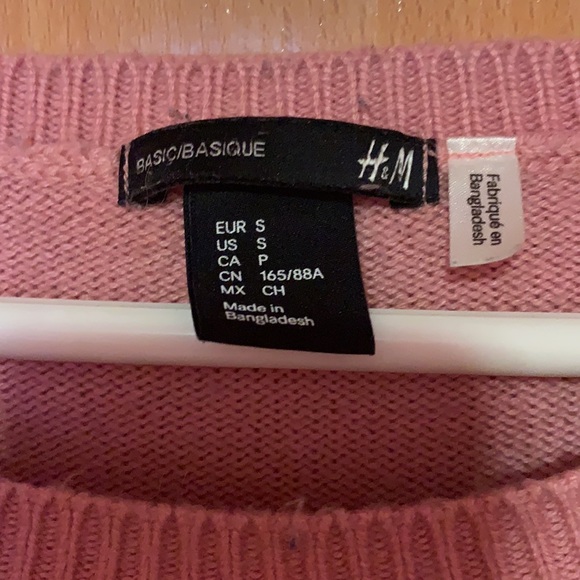 BASIC/BASIQUE
H&M
EUR S
US S
CA P
CN 165/88A
MX CH
Made in
Bangladesh
Fabriqué en
Bangladesh